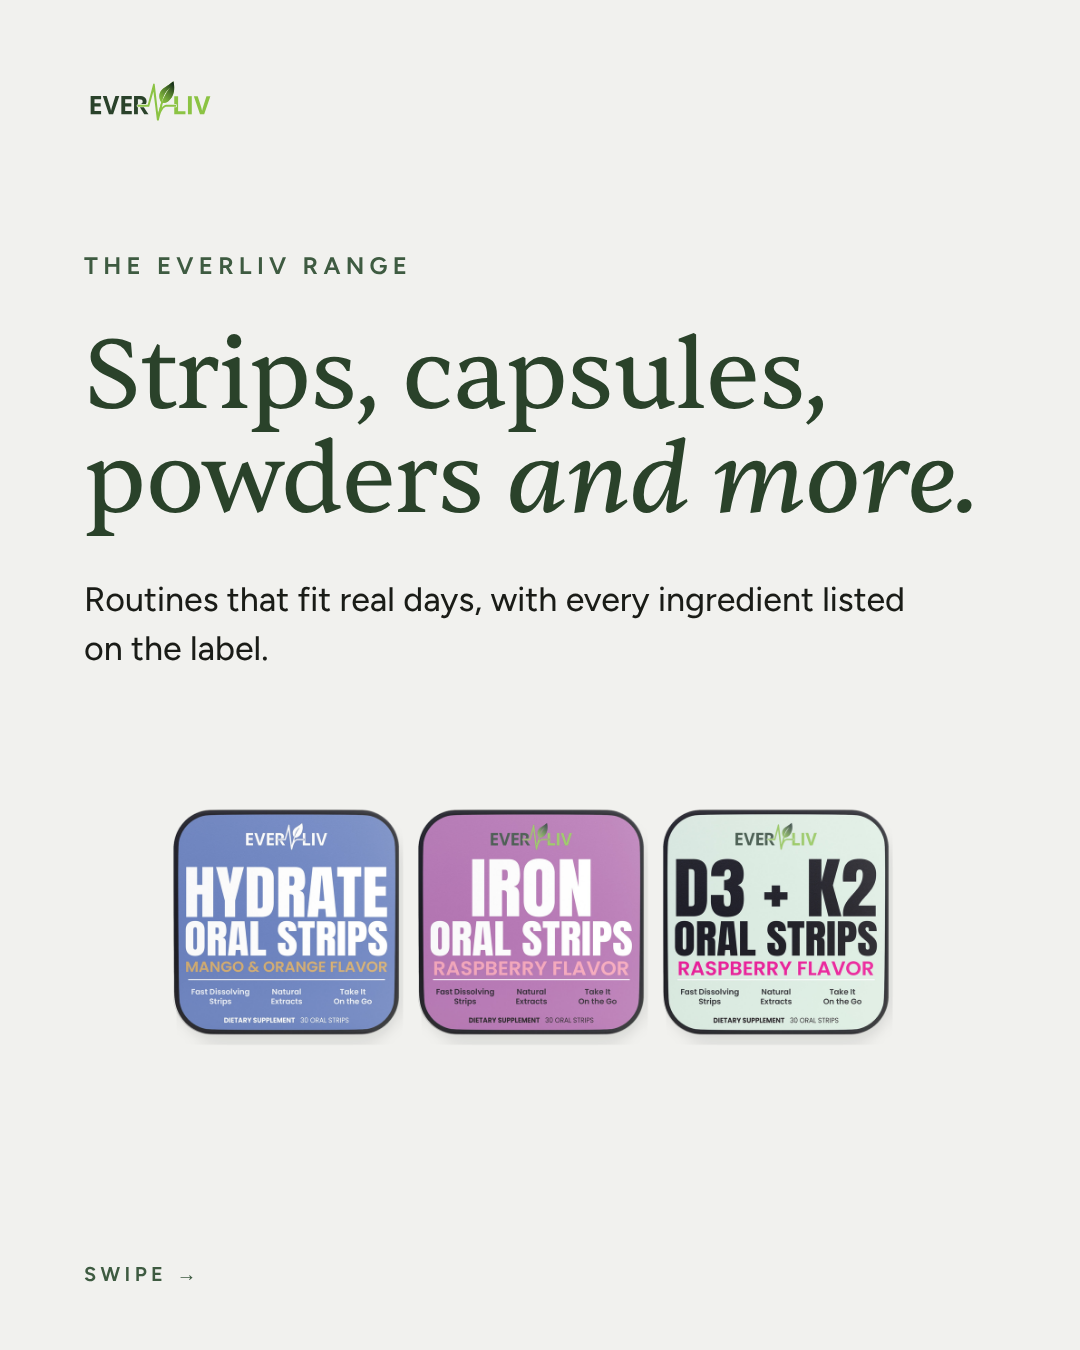 EVERLIV
THE EVERLIV RANGE
Strips, capsules,
powders and more.
Routines that fit real days, with every ingredient listed
on the label.
EVERLIV
HYDRATE
ORAL STRIPS
MANGO & ORANGE FLAVOR
Fast Dissolving Strips
Natural Extracts
Take It On the Go
DIETARY SUPPLEMENT 30 ORAL STRIPS
EVERLIV
IRON
ORAL STRIPS
RASPBERRY FLAVOR
Fast Dissolving Strips
Natural Extracts
Take It On the Go
DIETARY SUPPLEMENT 30 ORAL STRIPS
EVERLIV
D3 + K2
ORAL STRIPS
RASPBERRY FLAVOR
Fast Dissolving Strips
Natural Extracts
Take It On the Go
DIETARY SUPPLEMENT 30 ORAL STRIPS
SWIPE →